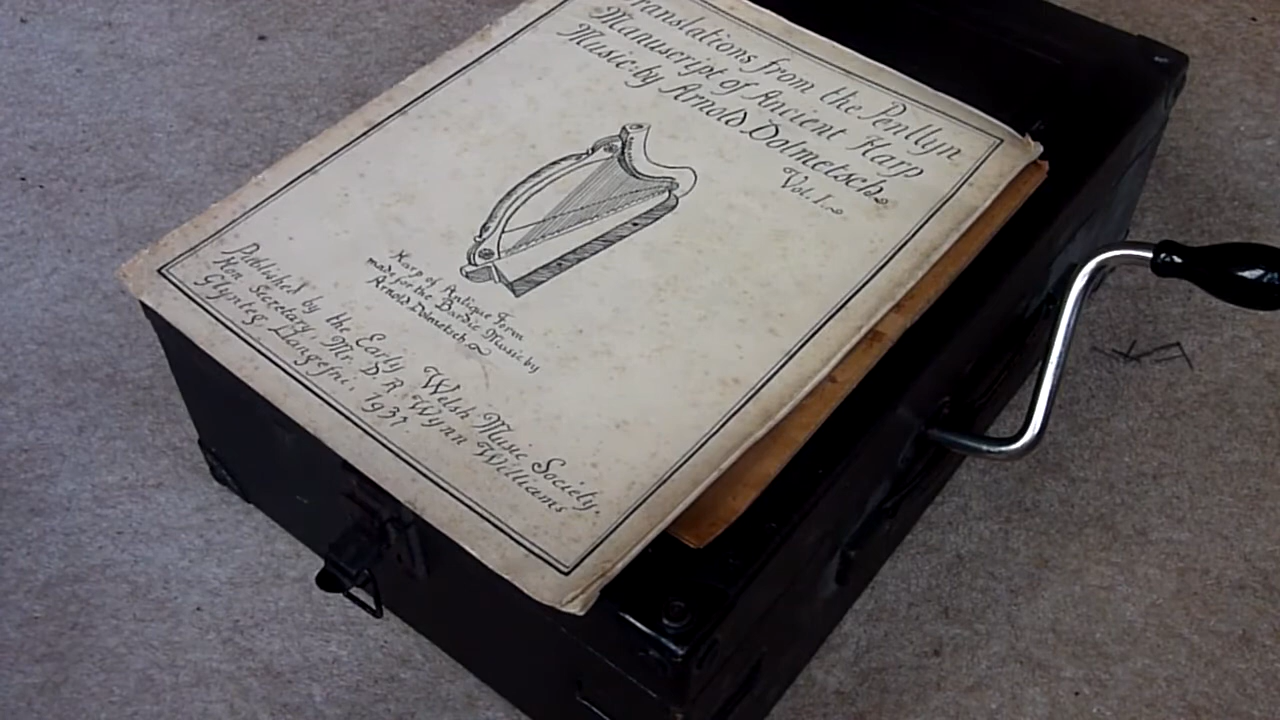 Translations from the Penllyn
Manuscript of Ancient Harp
Music: by Arnold Dolmetsch
Vol. I.
Harp of Antique Form
made for the Bardic Music by
Arnold Dolmetsch
Published by the Early Welsh Music Society.
Hon Secretary, Mr. D. R. Wynn Williams
Glynteg, Llangefni, 1937